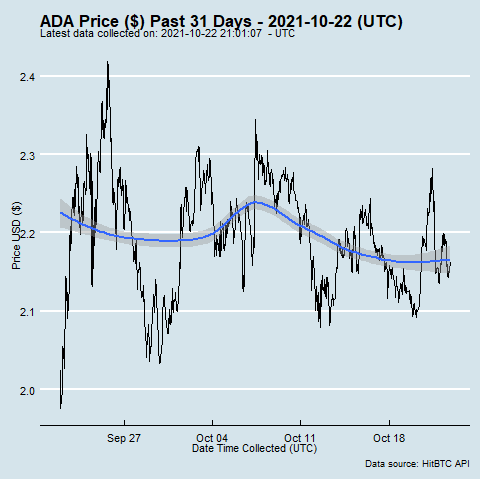 ADA Price ($) Past 31 Days - 2021-10-22 (UTC)
Latest data collected on: 2021-10-22 21:01:07 - UTC
2.4
2.3
2.2
2.1
2.0
Price USD ($)
Sep 27 Oct 04 Oct 11 Oct 18
Date Time Collected (UTC)
Data source: HitBTC API